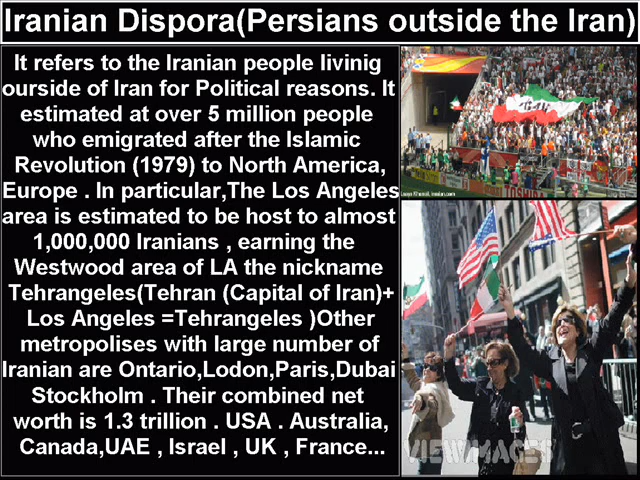 Iranian Dispora(Persians outside the Iran)
It refers to the Iranian people livinig
ourside of Iran for Political reasons. It
estimated at over 5 million people
who emigrated after the Islamic
Revolution (1979) to North America,
Europe . In particular,The Los Angeles
area is estimated to be host to almost
1,000,000 Iranians , earning the
Westwood area of LA the nickname
Tehrangeles(Tehran (Capital of Iran)+
Los Angeles =Tehrangeles )Other
metropolises with large number of
Iranian are Ontario,Lodon,Paris,Dubai
Stockholm . Their combined net
worth is 1.3 trillion . USA . Australia,
Canada,UAE , Israel , UK , France...
TOSHIBA
VIEWIMAGES